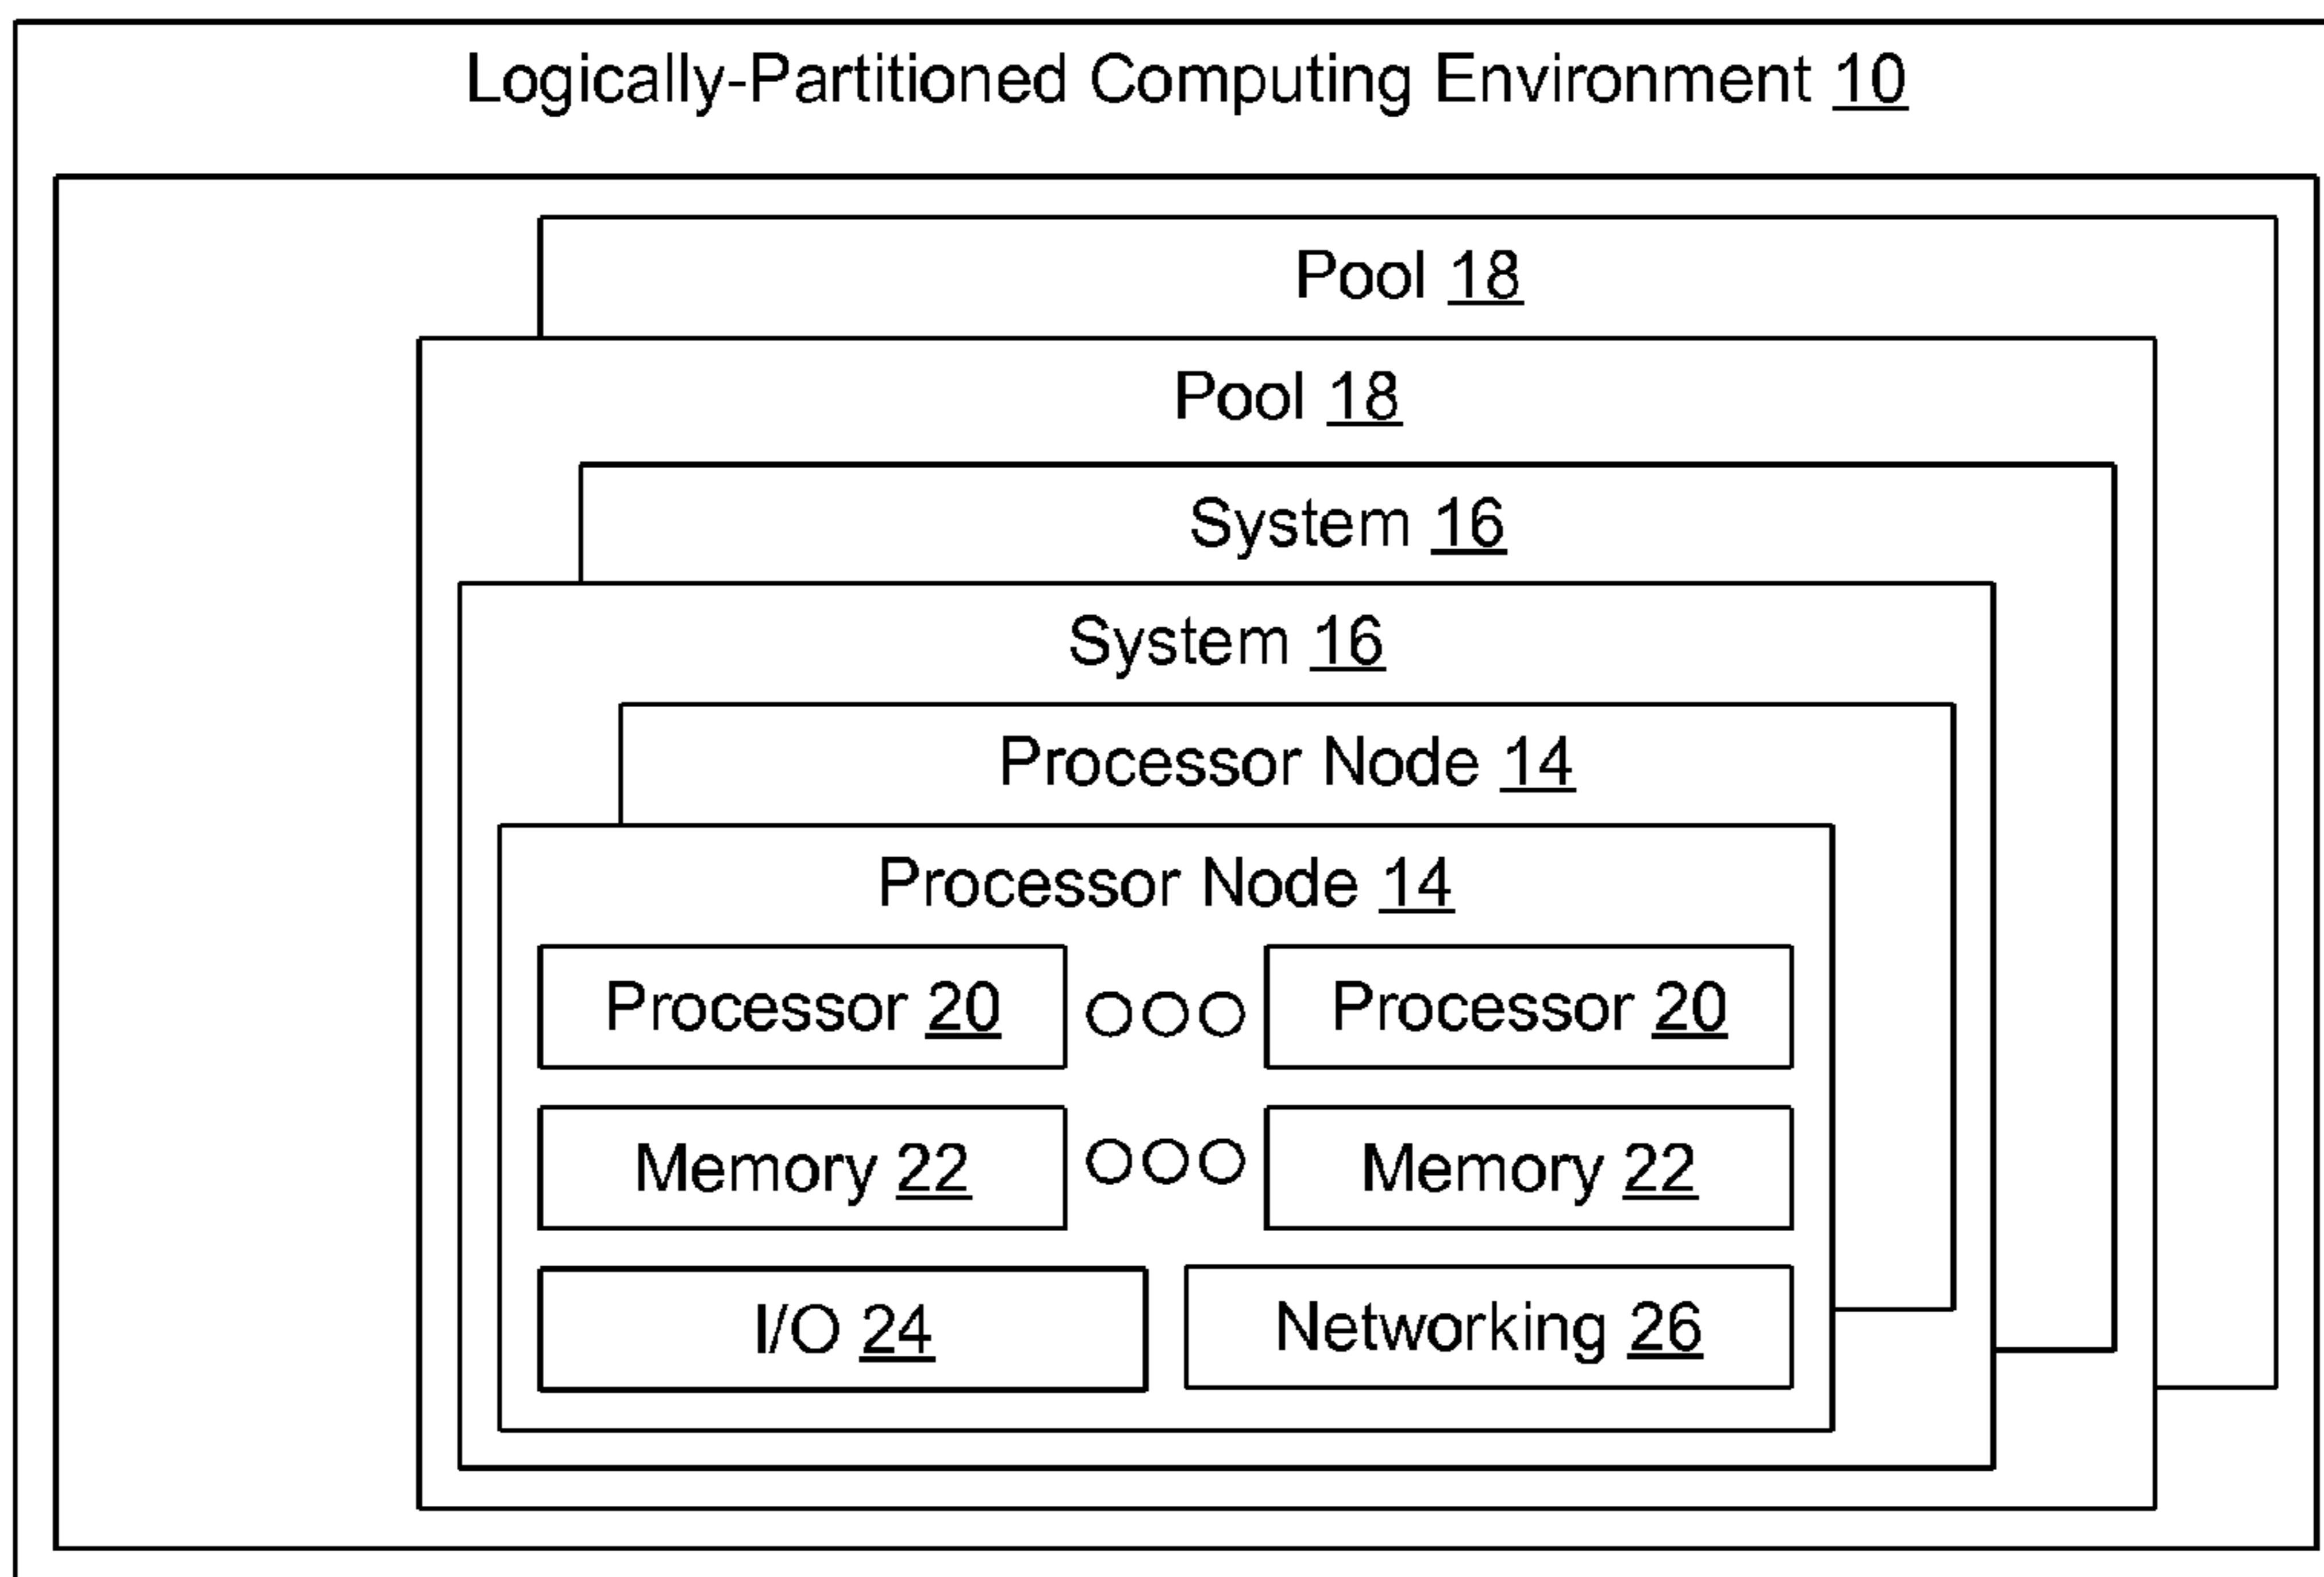 Logically-Partitioned Computing Environment 10
Pool 18
Pool 18
System 16
System 16
Processor Node 14
Processor Node 14
Processor 20 Processor 20
Memory 22 Memory 22
I/O 24 Networking 26